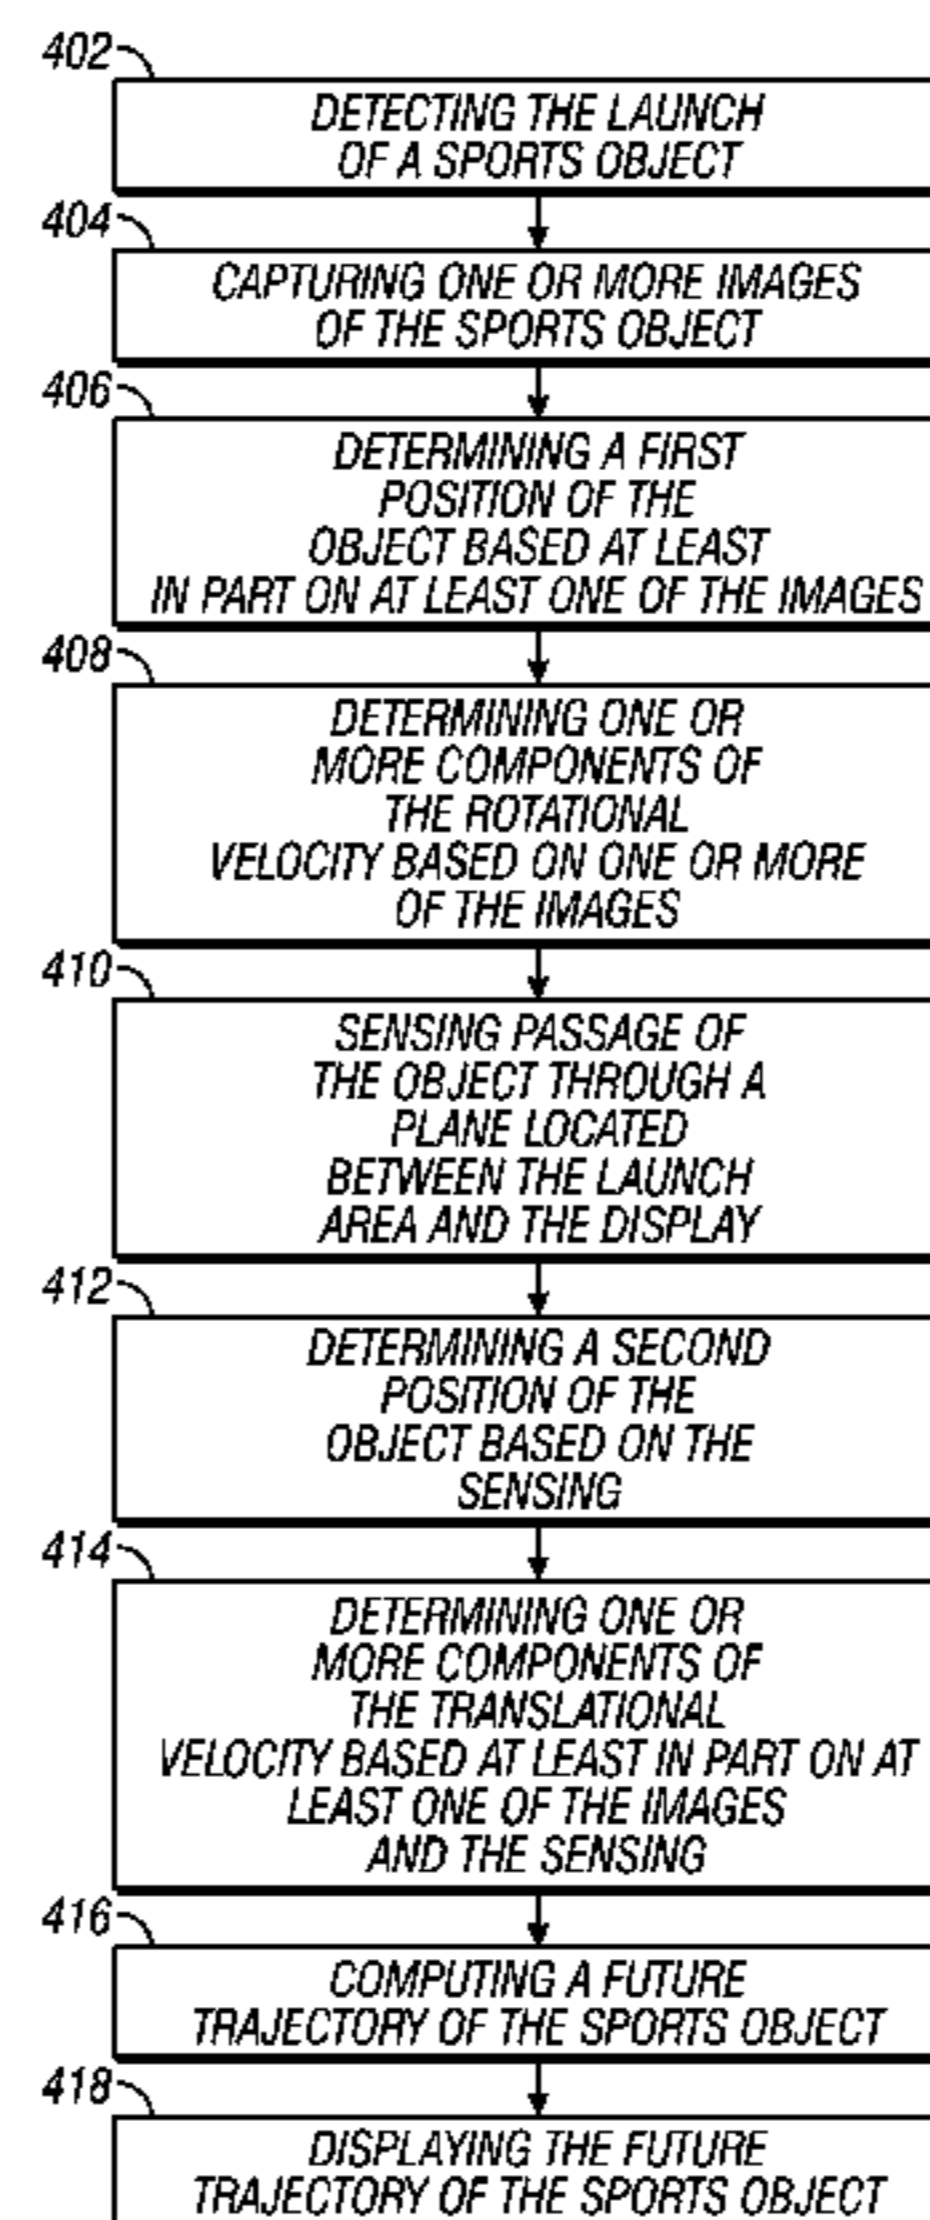 402
DETECTING THE LAUNCH
OF A SPORTS OBJECT
404
CAPTURING ONE OR MORE IMAGES
OF THE SPORTS OBJECT
406
DETERMINING A FIRST
POSITION OF THE
OBJECT BASED AT LEAST
IN PART ON AT LEAST ONE OF THE IMAGES
408
DETERMINING ONE OR
MORE COMPONENTS OF
THE ROTATIONAL
VELOCITY BASED ON ONE OR MORE
OF THE IMAGES
410
SENSING PASSAGE OF
THE OBJECT THROUGH A
PLANE LOCATED
BETWEEN THE LAUNCH
AREA AND THE DISPLAY
412
DETERMINING A SECOND
POSITION OF THE
OBJECT BASED ON THE
SENSING
414
DETERMINING ONE OR
MORE COMPONENTS OF
THE TRANSLATIONAL
VELOCITY BASED AT LEAST IN PART ON AT
LEAST ONE OF THE IMAGES
AND THE SENSING
416
COMPUTING A FUTURE
TRAJECTORY OF THE SPORTS OBJECT
418
DISPLAYING THE FUTURE
TRAJECTORY OF THE SPORTS OBJECT